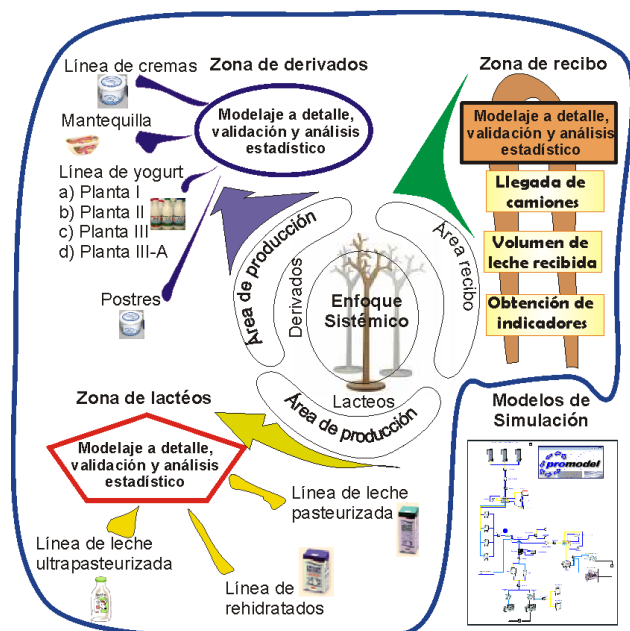 Línea de cremas
Zona de derivados
Mantequilla
Modelaje a detalle,
validación y análisis
estadístico
Línea de yogurt
a) Planta I
b) Planta II
c) Planta III
d) Planta III-A
Postres
Zona de recibo
Modelaje a detalle,
validación y análisis
estadístico
Llegada de
camiones
Volumen de
leche recibida
Obtención de
indicadores
Área de producción
Derivados
Enfoque
Sistémico
Área recibo
Lacteos
Área de producción
Zona de lactéos
Modelaje a detalle,
validación y análisis
estadístico
Línea de leche
pasteurizada
Línea de leche
ultrapasteurizada
Línea de
rehidratados
Modelos de
Simulación
promodel